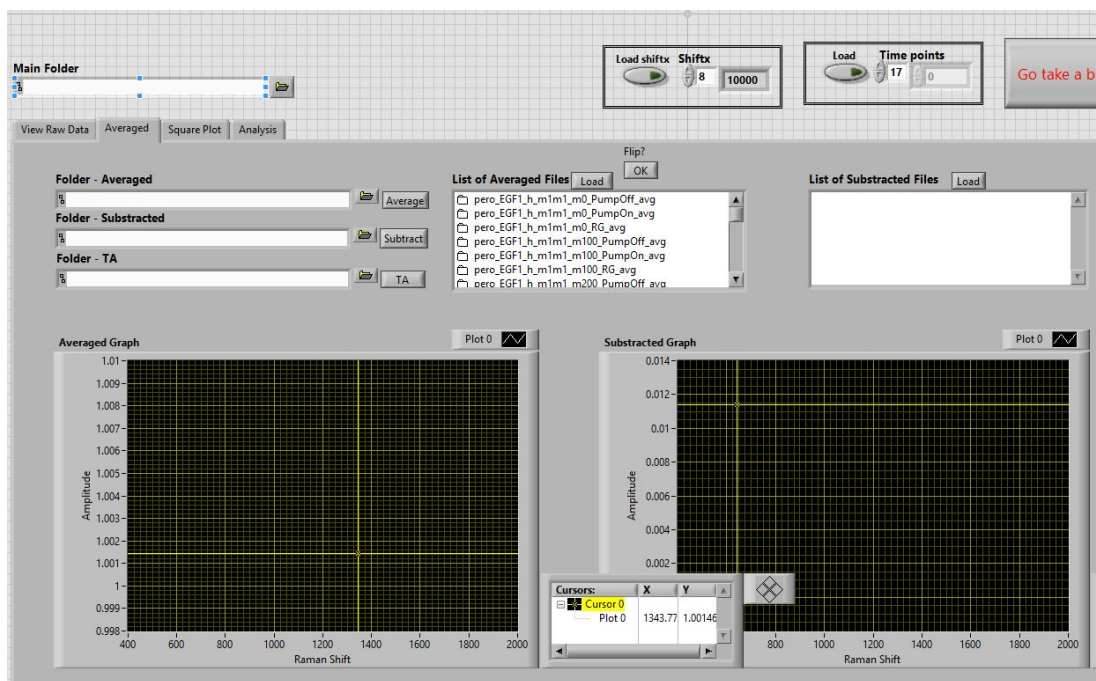 Load shiftx Shiftx
8 10000
Load Time points
17 0
Go take a b
Main Folder
View Raw Data Averaged Square Plot Analysis
Flip?
OK
Folder - Averaged
Average
Folder - Substracted
Subtract
Folder - TA
TA
List of Averaged Files Load
pero_EGF1_h_m1m1_m0_PumpOff_avg
pero_EGF1_h_m1m1_m0_PumpOn_avg
pero_EGF1_h_m1m1_m0_RG_avg
pero_EGF1_h_m1m1_m100_PumpOff_avg
pero_EGF1_h_m1m1_m100_PumpOn_avg
pero_EGF1_h_m1m1_m100_RG_avg
pero_EGF1_h_m1m1_m200_PumpOff_avg
List of Substracted Files Load
Averaged Graph
Plot 0
1.01
1.009
1.008
1.007
1.006
1.005
1.004
1.003
1.002
1.001
1
0.999
0.998
Amplitude
400 600 800 1000 1200 1400 1600 1800 2000
Raman Shift
Substracted Graph
Plot 0
0.014
0.012
0.01
0.008
0.006
0.004
0.002
Amplitude
800 1000 1200 1400 1600 1800 2000
Raman Shift
Cursors: X Y
Cursor 0
Plot 0 1343.77 1.00146